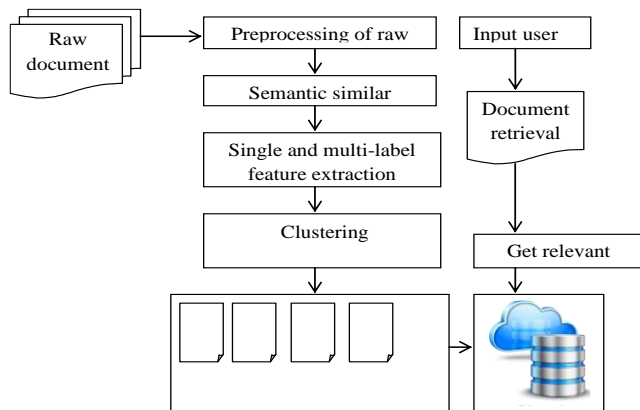 Raw
document
Preprocessing of raw
Semantic similar
Single and multi-label
feature extraction
Clustering
Input user
Document
retrieval
Get relevant